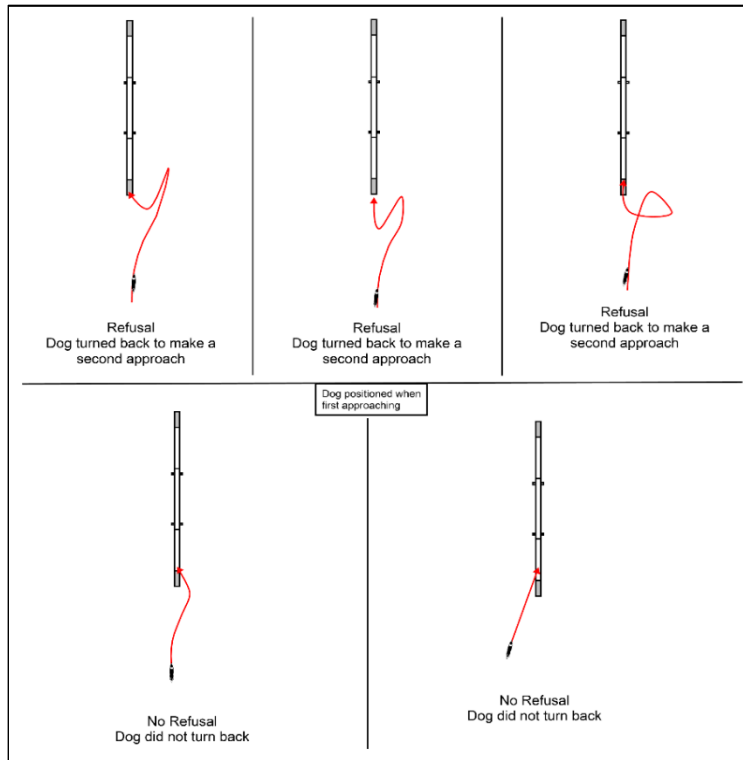 Refusal
Dog turned back to make a
second approach
Refusal
Dog turned back to make a
second approach
Refusal
Dog turned back to make a
second approach
Dog positioned when
first approaching
No Refusal
Dog did not turn back
No Refusal
Dog did not turn back